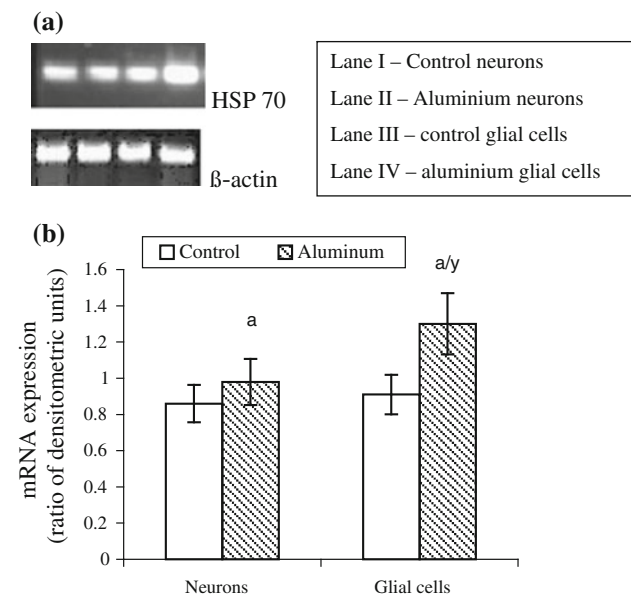 (a)
HSP 70
ß-actin
Lane I – Control neurons
Lane II – Aluminium neurons
Lane III – control glial cells
Lane IV – aluminium glial cells
(b)
Control Aluminum
mRNA expression
(ratio of densitometric units)
1.6
1.4
1.2
1
0.8
0.6
0.4
0.2
0
a
a/y
Neurons Glial cells